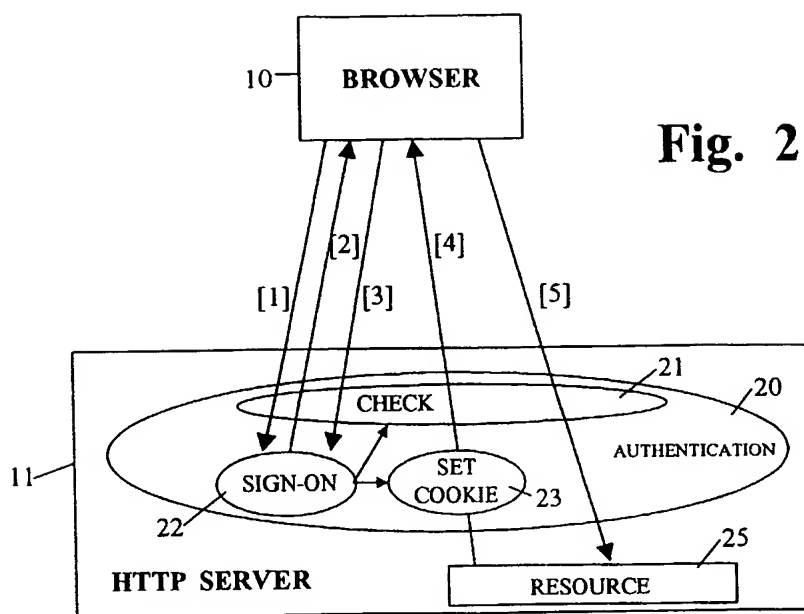 10
BROWSER
Fig. 2
[1]
[2]
[3]
[4]
[5]
21
20
CHECK
AUTHENTICATION
11
SIGN-ON
SET
COOKIE
22
23
25
HTTP SERVER
RESOURCE